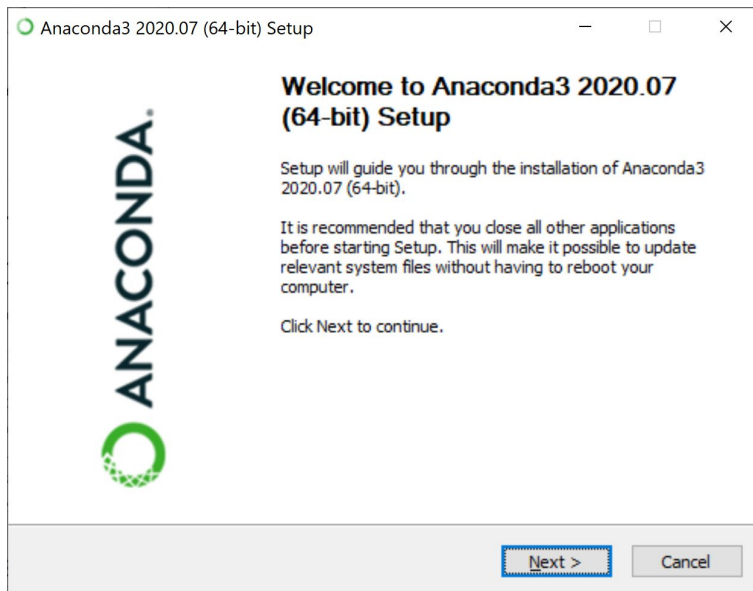 Anaconda3 2020.07 (64-bit) Setup
Welcome to Anaconda3 2020.07
(64-bit) Setup
ANACONDA.
Setup will guide you through the installation of Anaconda3
2020.07 (64-bit).
It is recommended that you close all other applications
before starting Setup. This will make it possible to update
relevant system files without having to reboot your
computer.
Click Next to continue.
Next >
Cancel